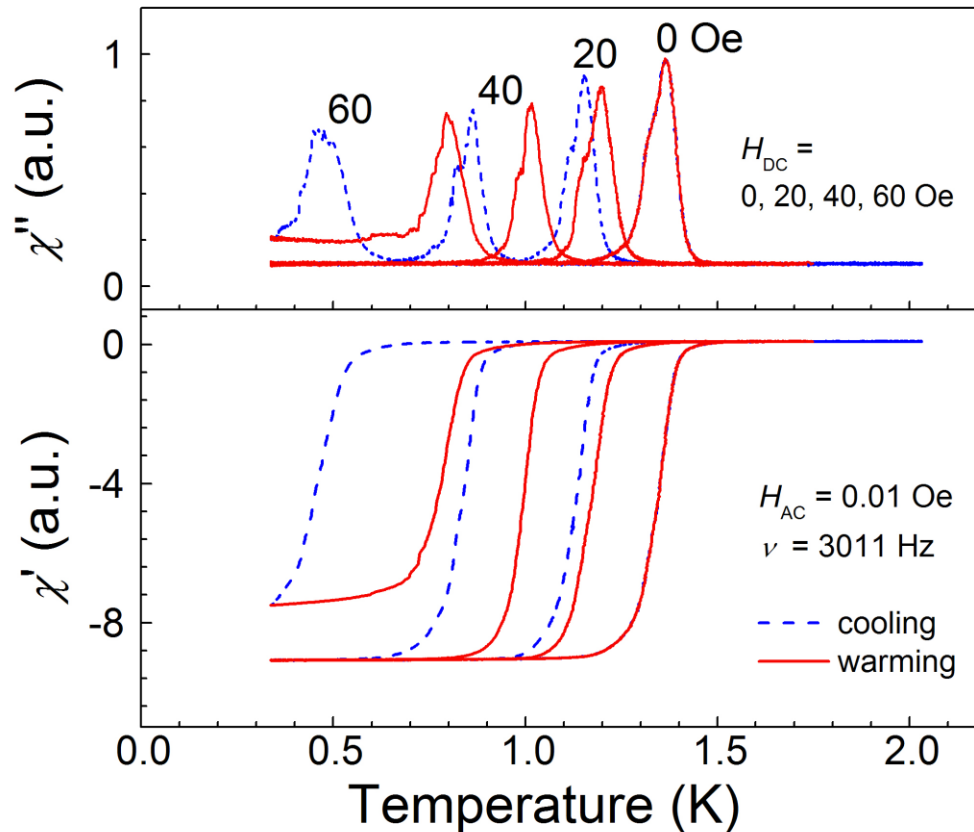 0 Oe
20
40
60
1
χ'' (a.u.)
H_DC =
0, 20, 40, 60 Oe
0
0
-4
-8
χ' (a.u.)
H_AC = 0.01 Oe
ν = 3011 Hz
cooling
warming
0.0 0.5 1.0 1.5 2.0
Temperature (K)